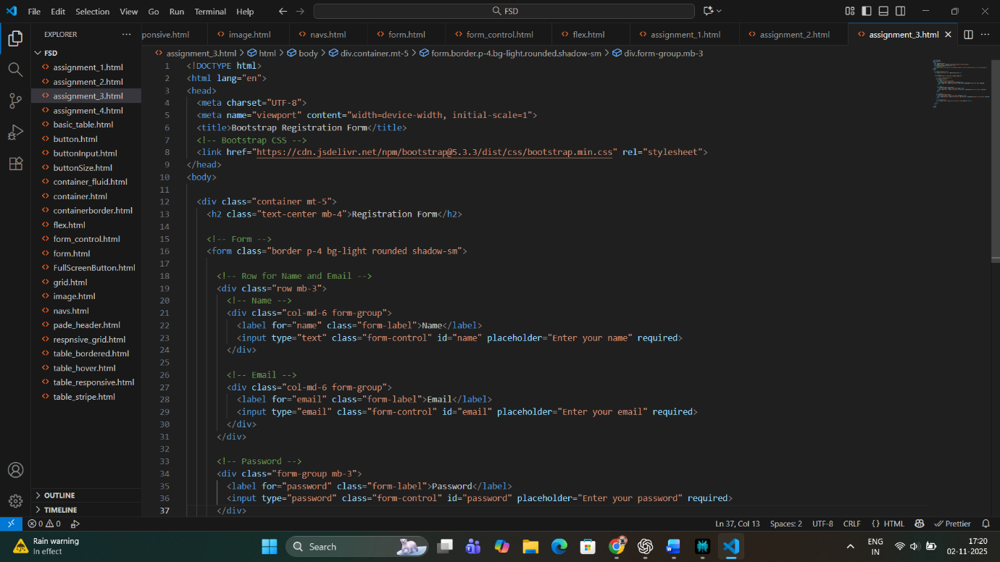 File Edit Selection View Go Run Terminal Help
FSD
EXPLORER
ponsive.html image.html navs.html form.html form_control.html flex.html assignment_1.html assignment_2.html assignment_3.html
FSD
assignment_1.html
assignment_2.html
assignment_3.html
assignment_4.html
basic_table.html
button.html
buttonInput.html
buttonSize.html
container_fluid.html
container.html
containerborder.html
flex.html
form_control.html
form.html
FullScreenButton.html
grid.html
image.html
navs.html
pade_header.html
respnsive_grid.html
table_bordered.html
table_hover.html
table_responsive.html
table_stripe.html
OUTLINE
TIMELINE
assignment_3.html > html > body > div.container.mt-5 > form.border.p-4.bg-light.rounded.shadow-sm > div.form-group.mb-3
1 <!DOCTYPE html>
2 <html lang="en">
3 <head>
4 <meta charset="UTF-8">
5 <meta name="viewport" content="width=device-width, initial-scale=1">
6 <title>Bootstrap Registration Form</title>
7 <!-- Bootstrap CSS -->
8 <link href="https://cdn.jsdelivr.net/npm/bootstrap@5.3.3/dist/css/bootstrap.min.css" rel="stylesheet">
9 </head>
10 <body>
11
12 <div class="container mt-5">
13 <h2 class="text-center mb-4">Registration Form</h2>
14
15 <!-- Form -->
16 <form class="border p-4 bg-light rounded shadow-sm">
17
18 <!-- Row for Name and Email -->
19 <div class="row mb-3">
20 <!-- Name -->
21 <div class="col-md-6 form-group">
22 <label for="name" class="form-label">Name</label>
23 <input type="text" class="form-control" id="name" placeholder="Enter your name" required>
24 </div>
25
26 <!-- Email -->
27 <div class="col-md-6 form-group">
28 <label for="email" class="form-label">Email</label>
29 <input type="email" class="form-control" id="email" placeholder="Enter your email" required>
30 </div>
31 </div>
32
33 <!-- Password -->
34 <div class="form-group mb-3">
35 <label for="password" class="form-label">Password</label>
36 <input type="password" class="form-control" id="password" placeholder="Enter your password" required>
37 </div>
0 0
Ln 37, Col 13 Spaces: 2 UTF-8 CRLF {} HTML Prettier
Rain warning
In effect
Search
ENG
IN
17:20
02-11-2025